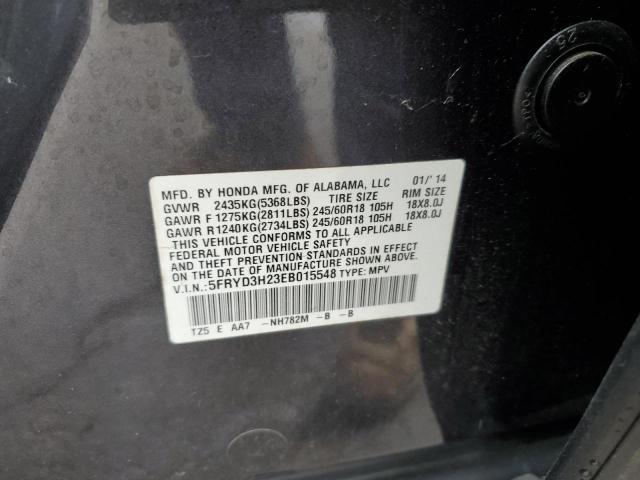 MFD. BY HONDA MFG. OF ALABAMA, LLC 01/'14
GVWR 2435KG(5368LBS) TIRE SIZE RIM SIZE
GAWR F 1275KG(2811LBS) 245/60R18 105H 18X8.0J
GAWR R1240KG(2734LBS) 245/60R18 105H 18X8.0J
THIS VEHICLE CONFORMS TO ALL APPLICABLE
FEDERAL MOTOR VEHICLE SAFETY
AND THEFT PREVENTION STANDARDS IN EFFECT
ON THE DATE OF MANUFACTURE SHOWN ABOVE.
V.I.N.:5FRYD3H23EB015548 TYPE: MPV
TZ5 E AA7 -NH782M -B -B
25